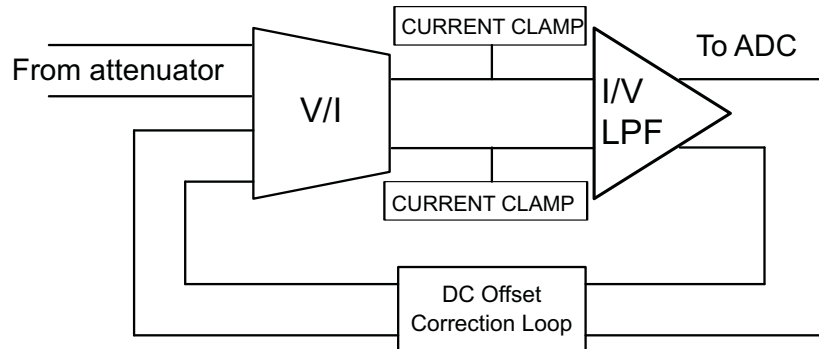 CURRENT CLAMP
To ADC
From attenuator
V/I
I/V
LPF
CURRENT CLAMP
DC Offset
Correction Loop